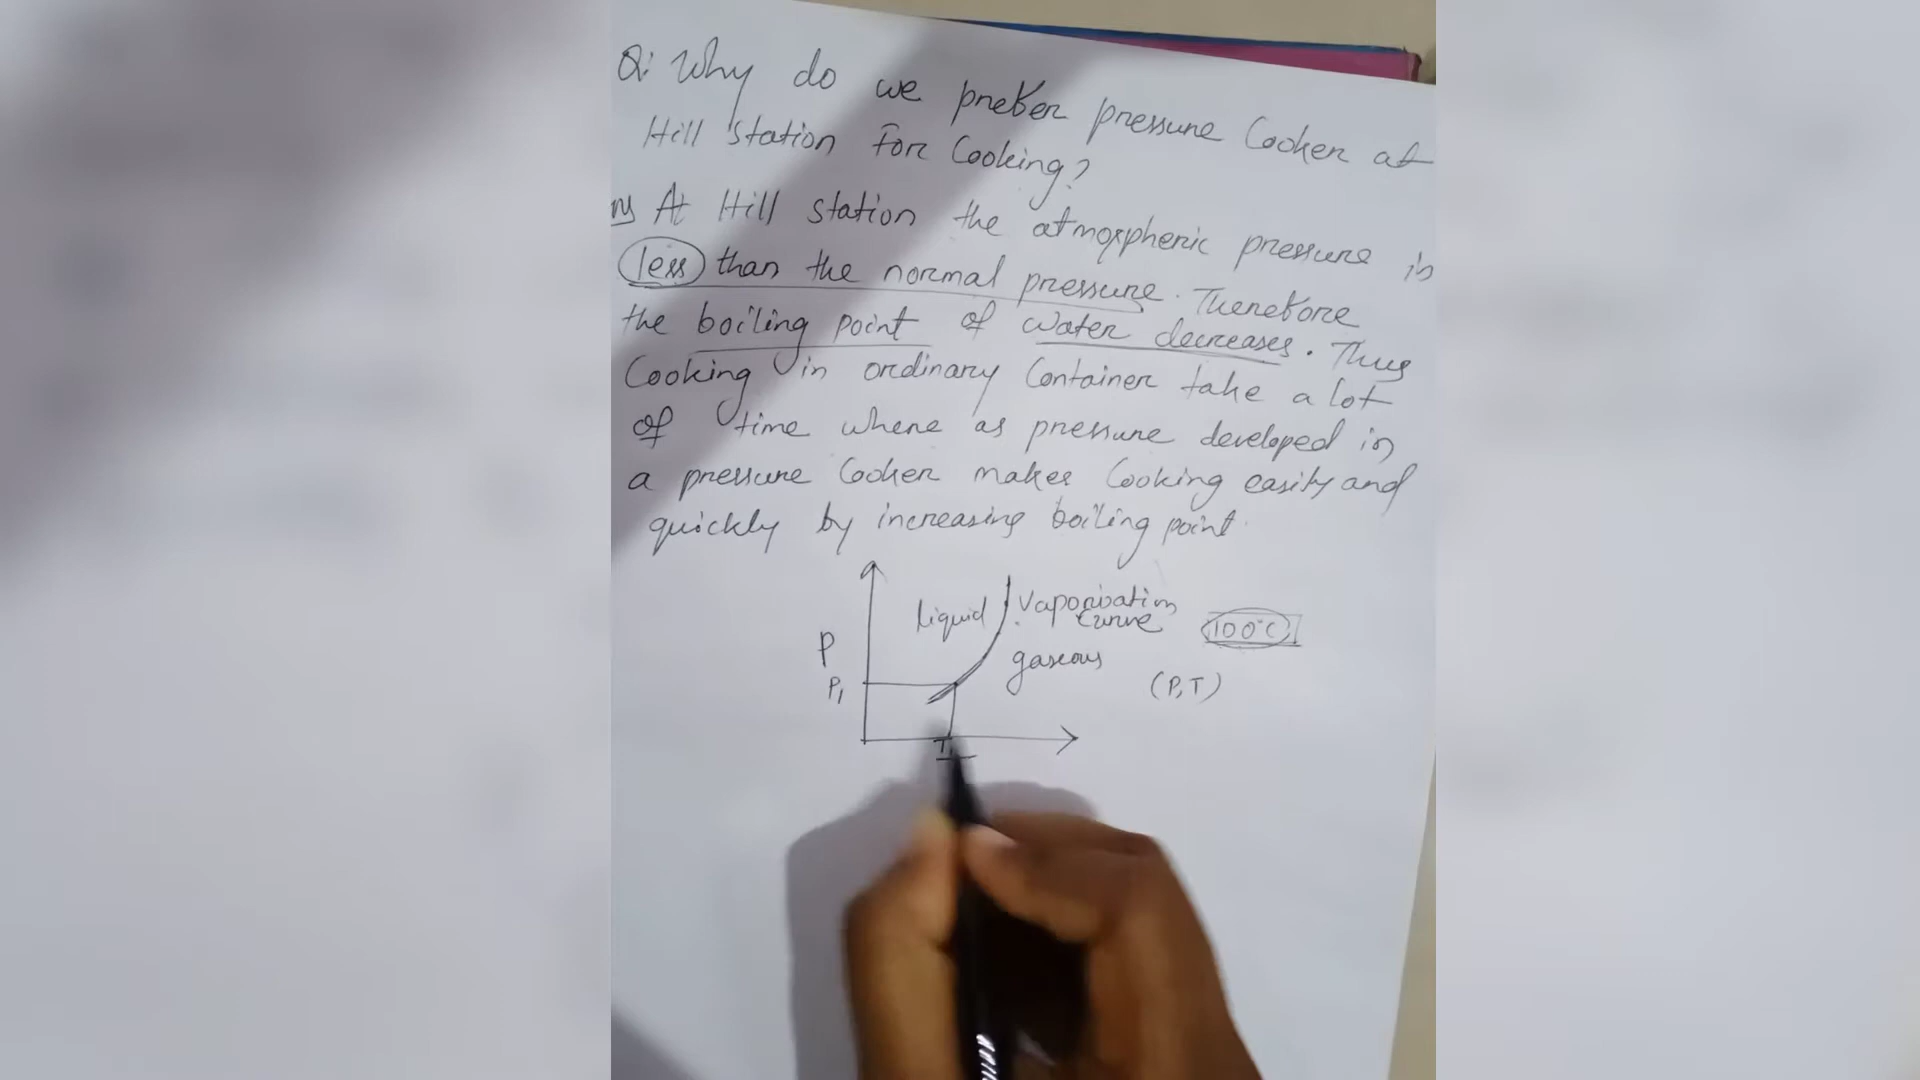 Q: Why do we prefer pressure Cooker at
Hill station for Cooking?
At Hill station the atmospheric pressure is
less than the normal pressure. Therefore
the boiling point of water decreases. Thus
Cooking in ordinary Container take a lot
of time where as pressure developed in
a pressure Cooker makes Cooking easily and
quickly by increasing boiling point.
Liquid
Vaporisation
Curve
100°C
P
gaseous
P₁
(P,T)